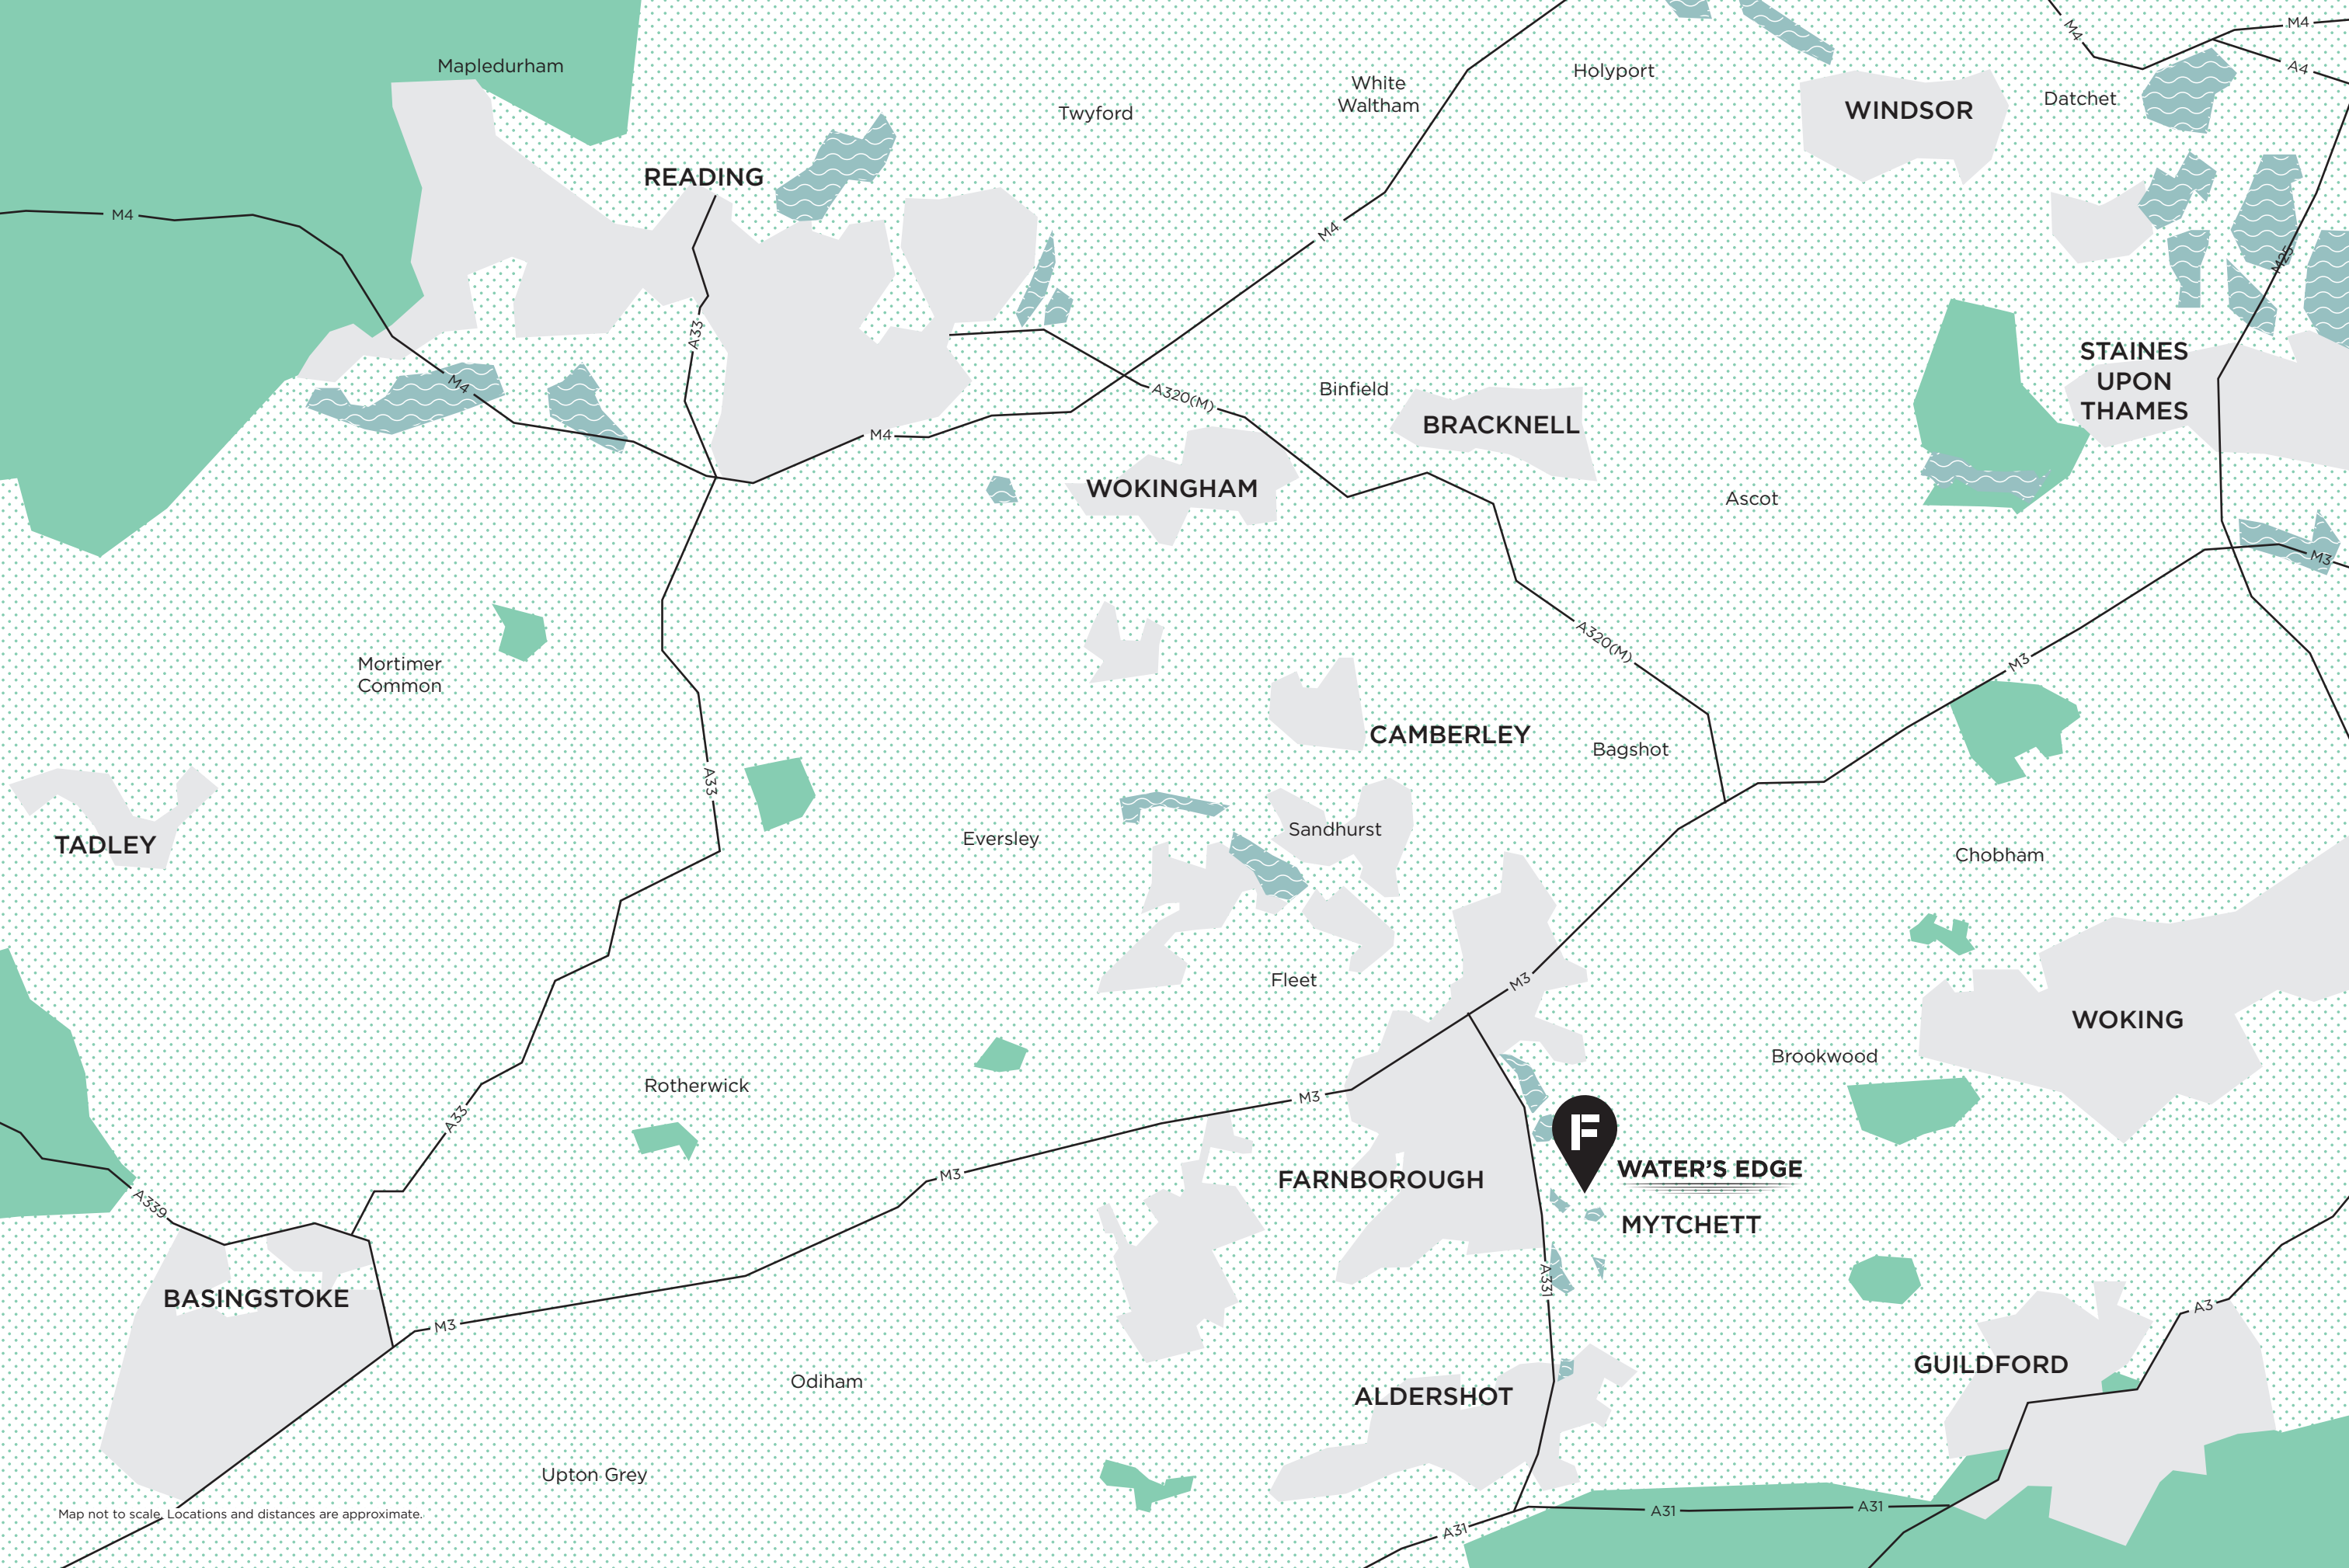 M4
M4
A4
Mapledurham
Holyport
White
Waltham
Datchet
WINDSOR
Twyford
READING
M4
M4
M25
A33
STAINES
UPON
THAMES
M4
Binfield
A320(M)
BRACKNELL
M4
WOKINGHAM
Ascot
M3
A320(M)
M3
Mortimer
Common
CAMBERLEY
Bagshot
A33
Sandhurst
Eversley
TADLEY
Chobham
Fleet
M3
WOKING
Brookwood
Rotherwick
M3
A33
F
WATER'S EDGE
M3
FARNBOROUGH
A339
MYTCHETT
A331
BASINGSTOKE
A3
M3
GUILDFORD
Odiham
ALDERSHOT
Upton Grey
A31
A31
Map not to scale. Locations and distances are approximate.
A31